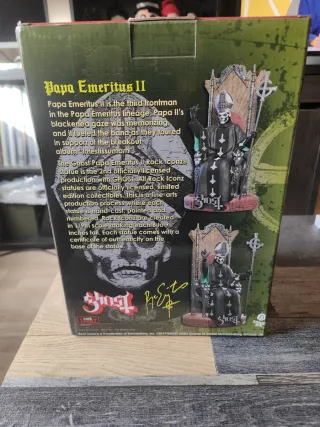 Papa Emeritus II
Papa Emeritus II is the third frontman
in the Papa Emeritus lineage. Papa II's
blackened gaze was memorizing
and it fueled the band as they toured
in support of the breakout
album "Infestissumam".
The Ghost Papa Emeritus II Rock Iconz
statue is the 2nd officially licensed
production with GHOST. All Rock Iconz
statues are officially licensed, limited
edition collectibles. This is a fine-arts
production process where each
statue is hand-cast, painted and
numbered. Rock Iconz are created
in 1/9th scale making each
inches tall. Each statue comes with a
certificate of authenticity on the
base of the statue.
GHOST
GHOST
Ghost